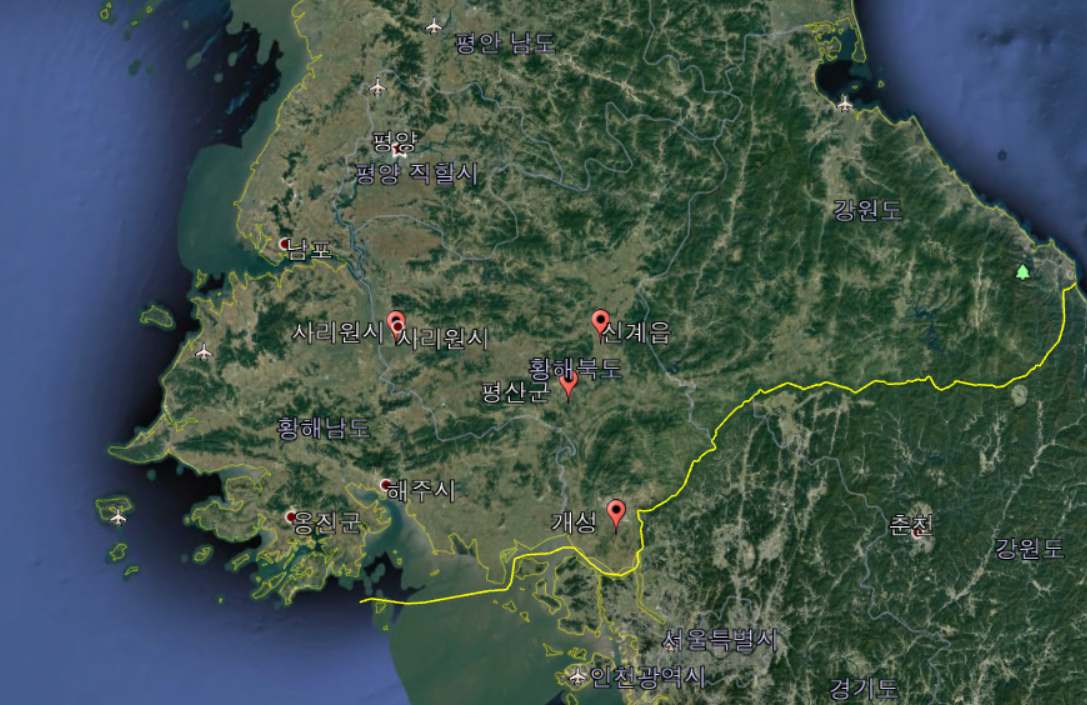 평안 남도
평양
평양 직할시
강원도
남포
사리원시
사리원시
신계읍
황해북도
평산군
황해남도
해주시
개성
옹진군
춘천
강원도
서울특별시
인천광역시
경기도